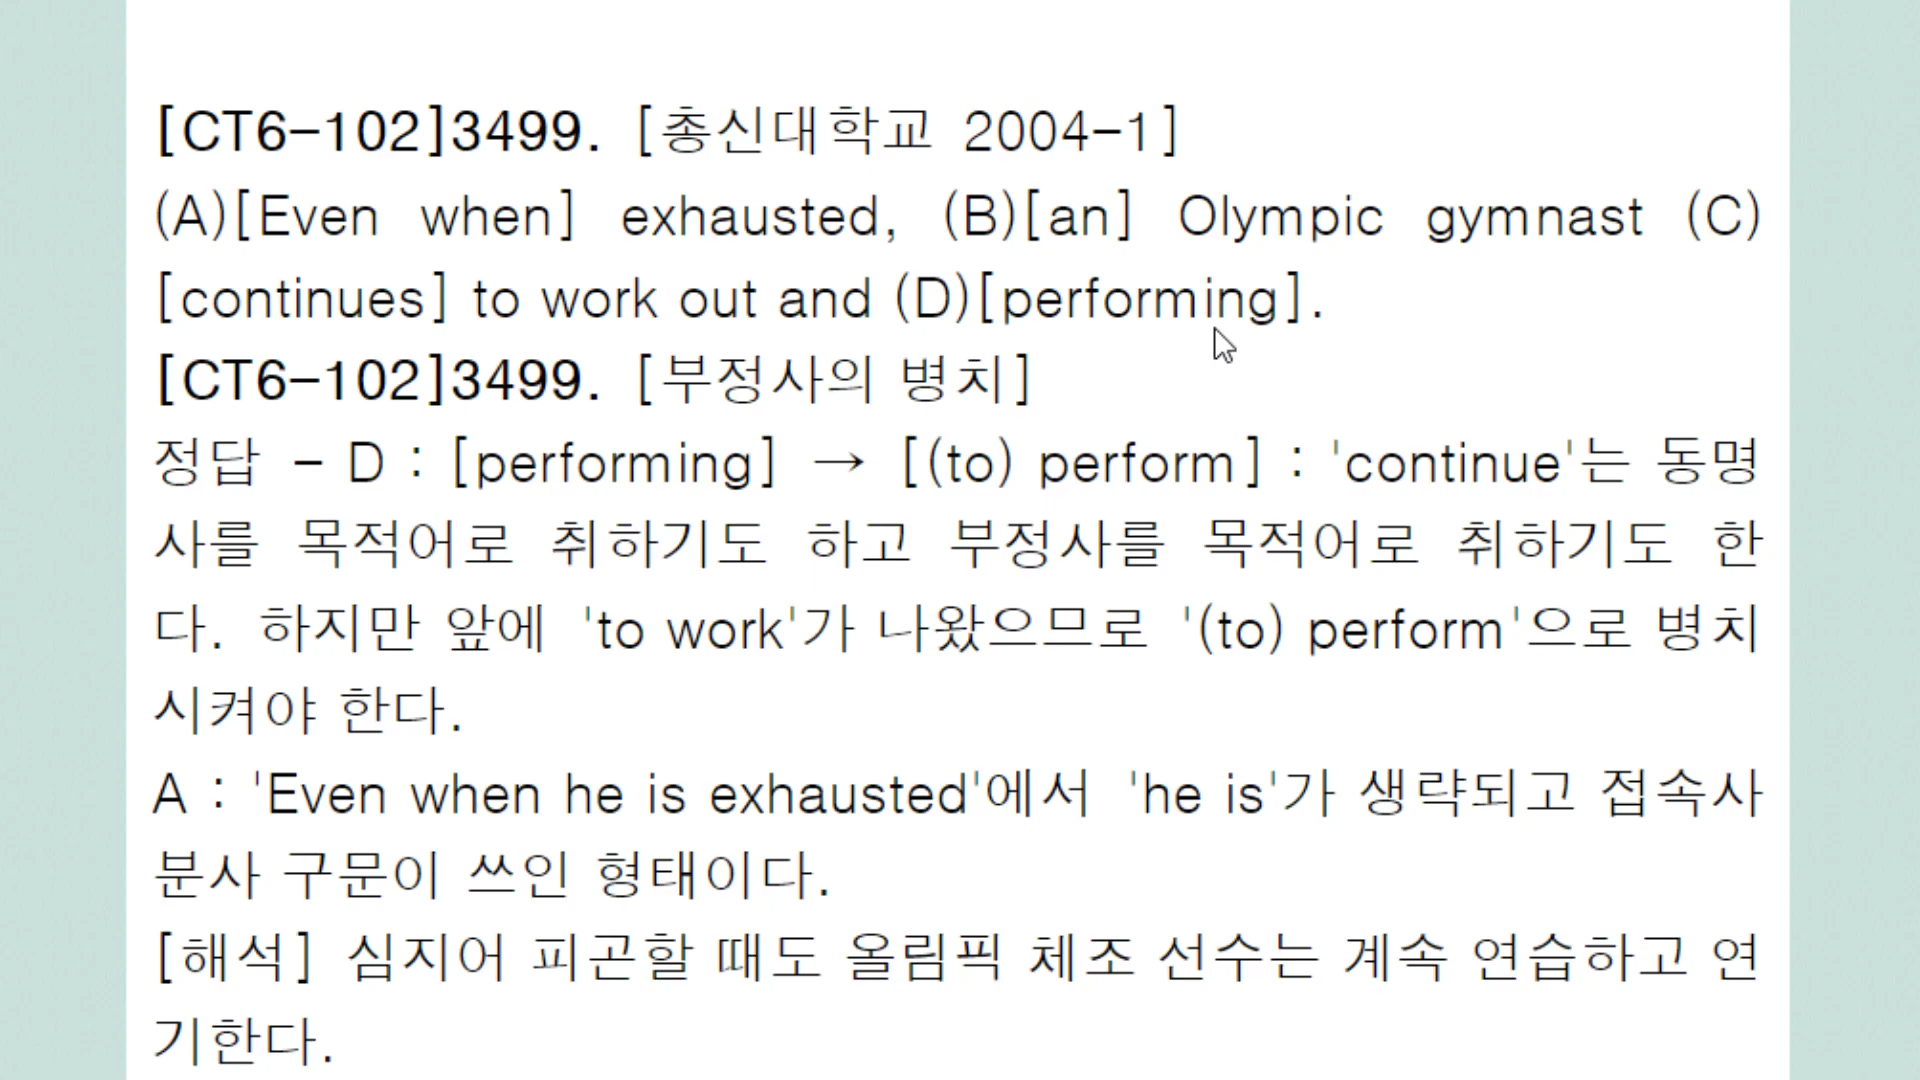 [CT6-102]3499. [총신대학교 2004-1]
(A)[Even when] exhausted, (B)[an] Olympic gymnast (C)
[continues] to work out and (D)[performing].
[CT6-102]3499. [부정사의 병치]
정답 - D : [performing] → [(to) perform] : 'continue'는 동명
사를 목적어로 취하기도 하고 부정사를 목적어로 취하기도 한
다. 하지만 앞에 'to work'가 나왔으므로 '(to) perform'으로 병치
시켜야 한다.
A : 'Even when he is exhausted'에서 'he is'가 생략되고 접속사
분사 구문이 쓰인 형태이다.
[해석] 심지어 피곤할 때도 올림픽 체조 선수는 계속 연습하고 연
기한다.